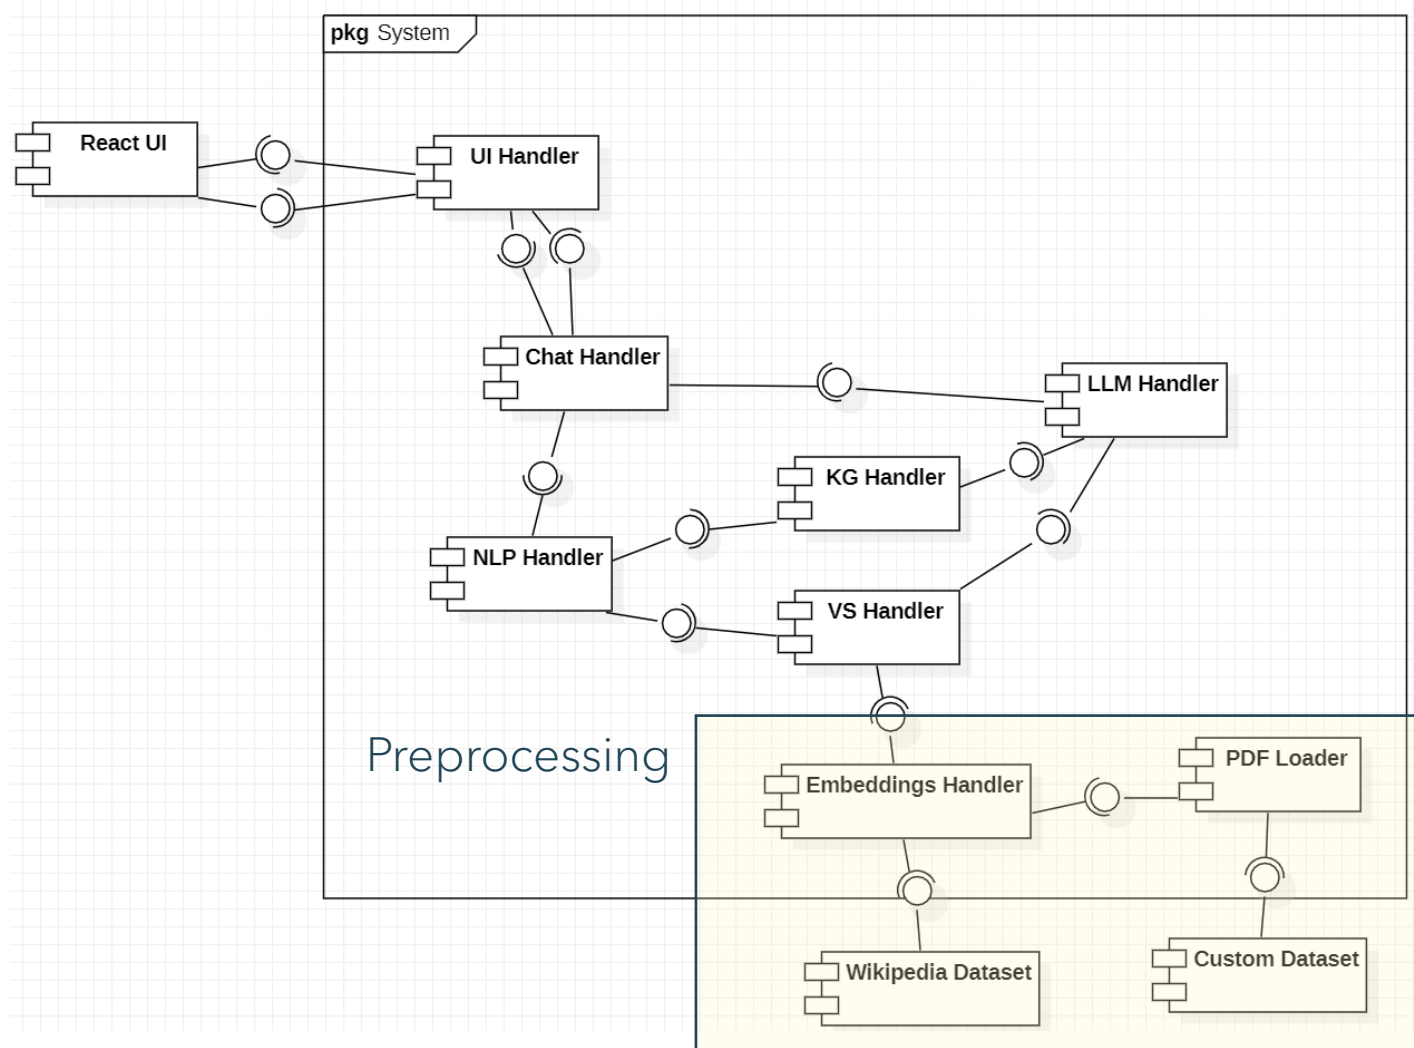 pkg System
React UI
UI Handler
Chat Handler
LLM Handler
KG Handler
NLP Handler
VS Handler
Preprocessing
PDF Loader
Embeddings Handler
Custom Dataset
Wikipedia Dataset